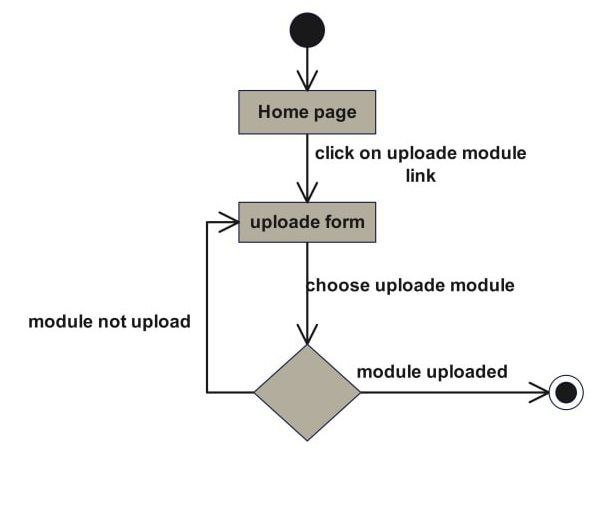 Home page
click on uploade module
link
uploade form
choose uploade module
module not upload
module uploaded